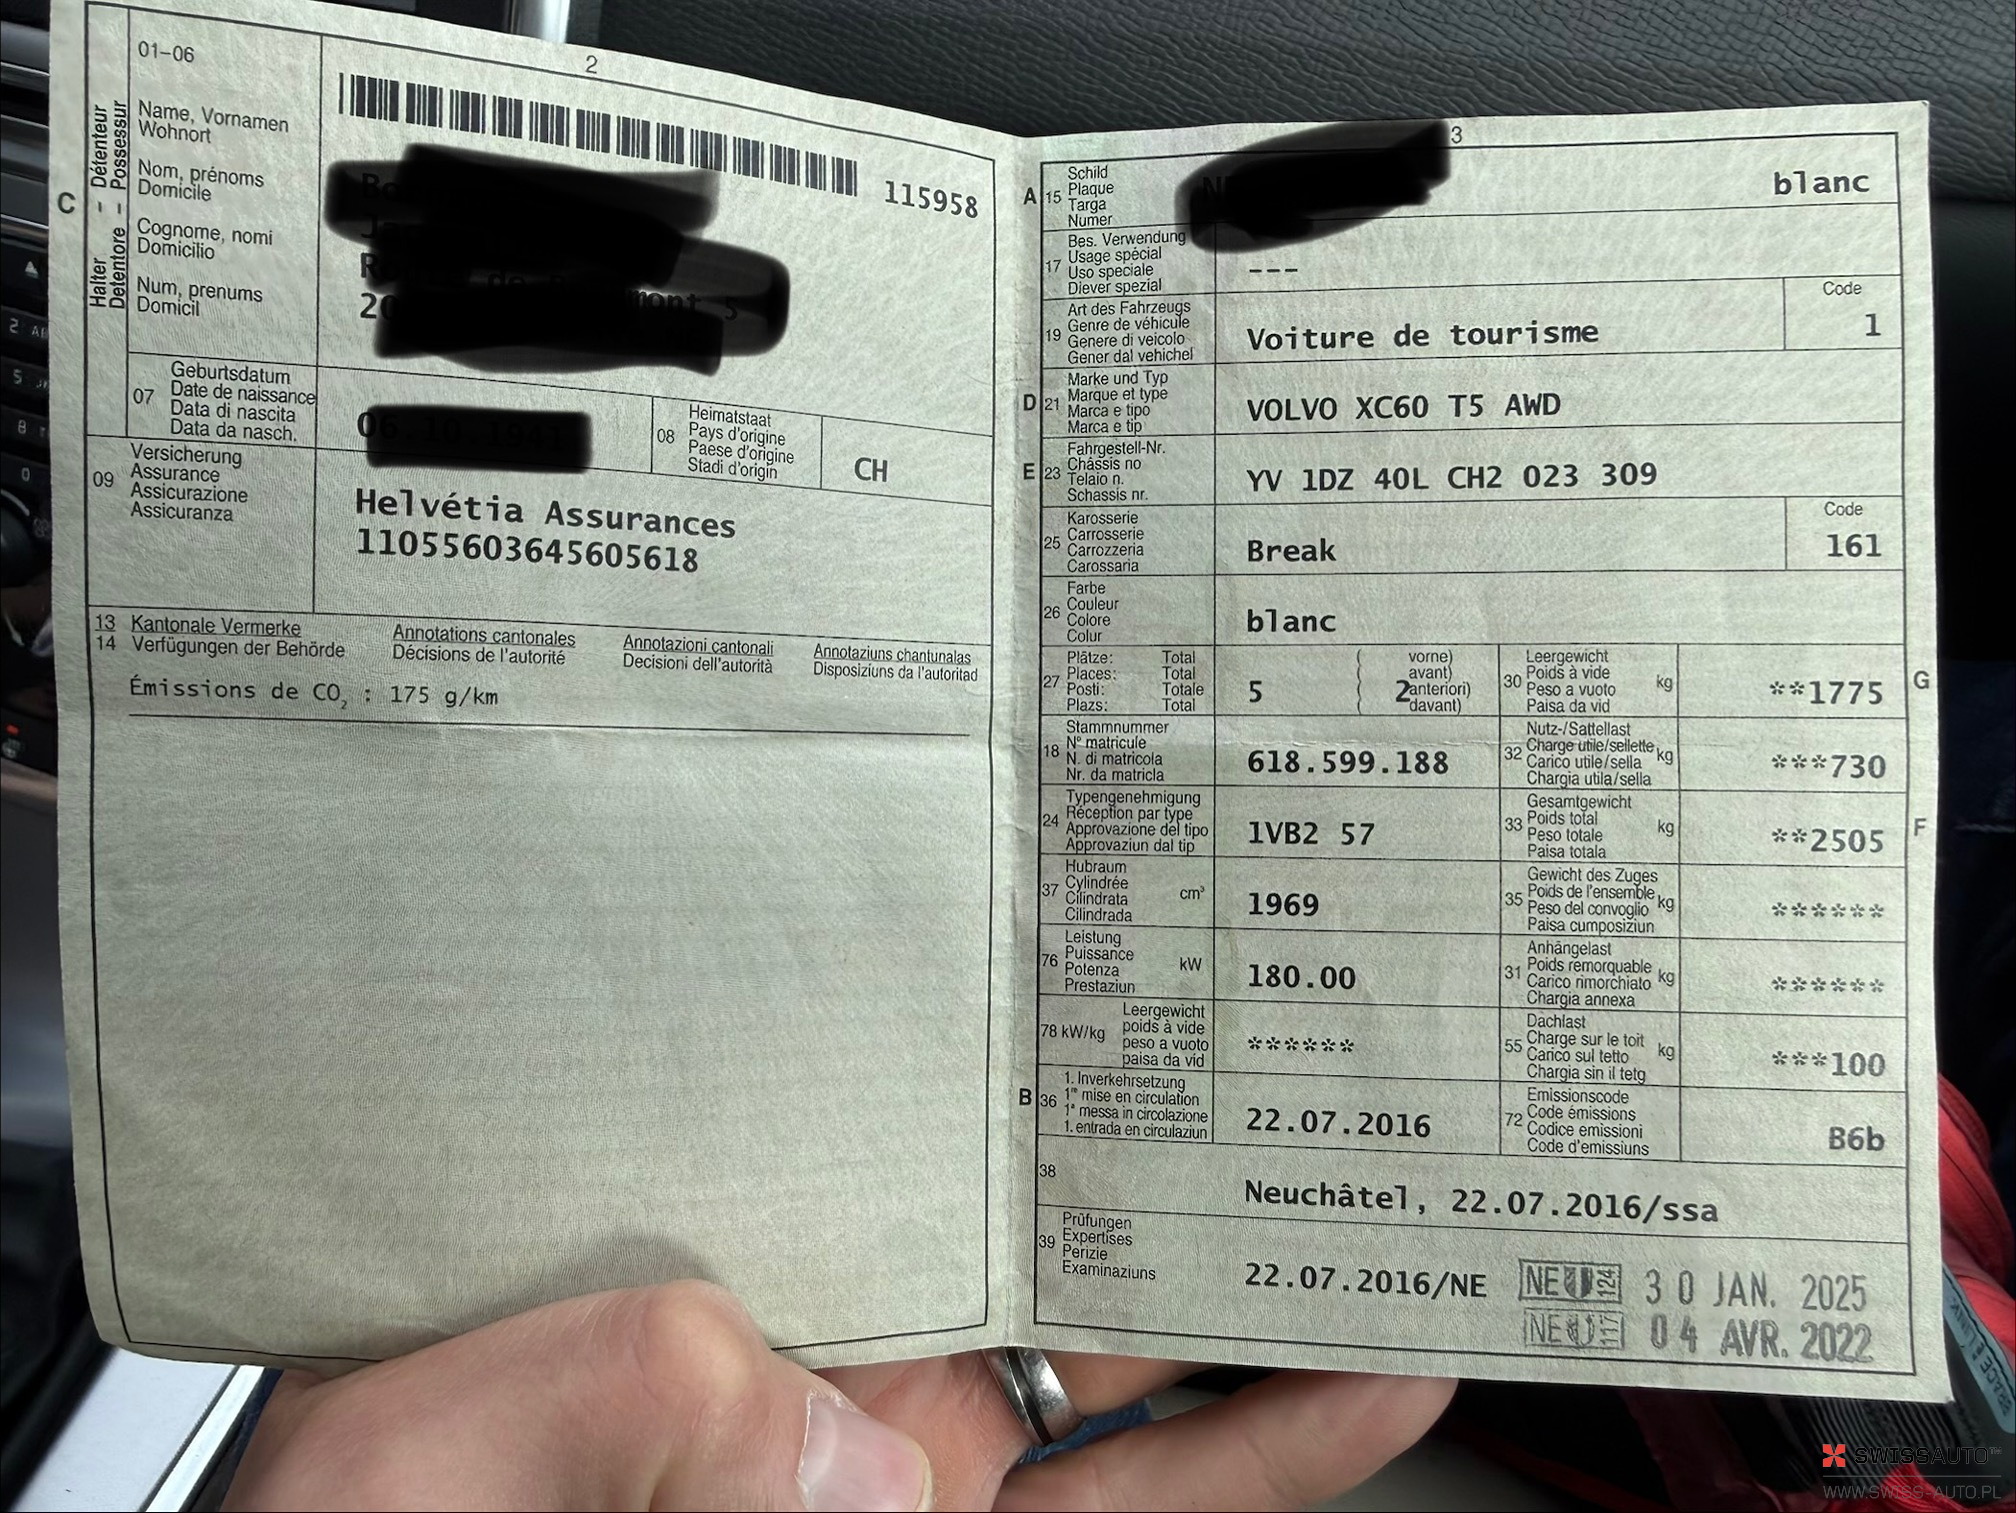 2
01-06
Halter - Détenteur
Detentore - Possessur
C
Name, Vornamen
Wohnort
Nom, prénoms
Domicile
Cognome, nomi
Domicilio
Num, prenums
Domicil
115958
07
Geburtsdatum
Date de naissance
Data di nascita
Data da nasch.
08
Heimatstaat
Pays d'origine
Paese d'origine
Stadi d'origin
CH
09
Versicherung
Assurance
Assicurazione
Assicuranza
Helvétia Assurances
11055603645605618
13 Kantonale Vermerke Annotations cantonales Annotazioni cantonali Annotaziuns chantunalas
14 Verfügungen der Behörde Décisions de l'autorité Decisioni dell'autorità Disposiziuns da l'autoritad
Émissions de CO₂ : 175 g/km
3
A 15
Schild
Plaque
Targa
Numer
blanc
17
Bes. Verwendung
Usage spécial
Uso speciale
Diever spezial
---
19
Art des Fahrzeugs
Genre de véhicule
Genere di veicolo
Gener dal vehichel
Voiture de tourisme
Code
1
D 21
Marke und Typ
Marque et type
Marca e tipo
Marca e tip
VOLVO XC60 T5 AWD
E 23
Fahrgestell-Nr.
Châssis no
Telaio n.
Schassis nr.
YV 1DZ 40L CH2 023 309
25
Karosserie
Carrosserie
Carrozzeria
Carossaria
Break
Code
161
26
Farbe
Couleur
Colore
Colur
blanc
27
Plätze: Total
Places: Total
Posti: Totale
Plazs: Total
5
( vorne)
( avant)
( 2 anteriori)
( davant)
30
Leergewicht
Poids à vide
Peso a vuoto
Paisa da vid
kg
**1775
G
18
Stammnummer
N° matricule
N. di matricola
Nr. da matricla
618.599.188
32
Nutz-/Sattellast
Charge utile/sellette
Carico utile/sella
Chargia utila/sella
kg
***730
24
Typengenehmigung
Réception par type
Approvazione del tipo
Approvaziun dal tip
1VB2 57
33
Gesamtgewicht
Poids total
Peso totale
Paisa totala
kg
**2505
F
37
Hubraum
Cylindrée
Cilindrata
Cilindrada
cm³
1969
35
Gewicht des Zuges
Poids de l'ensemble
Peso del convoglio
Paisa cumposiziun
kg
******
76
Leistung
Puissance
Potenza
Prestaziun
kW
180.00
31
Anhängelast
Poids remorquable
Carico rimorchiato
Chargia annexa
kg
******
78 kW/kg
Leergewicht
poids à vide
peso a vuoto
paisa da vid
******
55
Dachlast
Charge sur le toit
Carico sul tetto
Chargia sin il tetg
kg
***100
B 36
1. Inverkehrsetzung
1re mise en circulation
1a messa in circolazione
1. entrada en circulaziun
22.07.2016
72
Emissionscode
Code émissions
Codice emissioni
Code d'emissiuns
B6b
38
Neuchâtel, 22.07.2016/ssa
39
Prüfungen
Expertises
Perizie
Examinaziuns
22.07.2016/NE
NE 124 30 JAN. 2025
NE 117 04 AVR. 2022
SWISSAUTO
WWW.SWISS-AUTO.PL